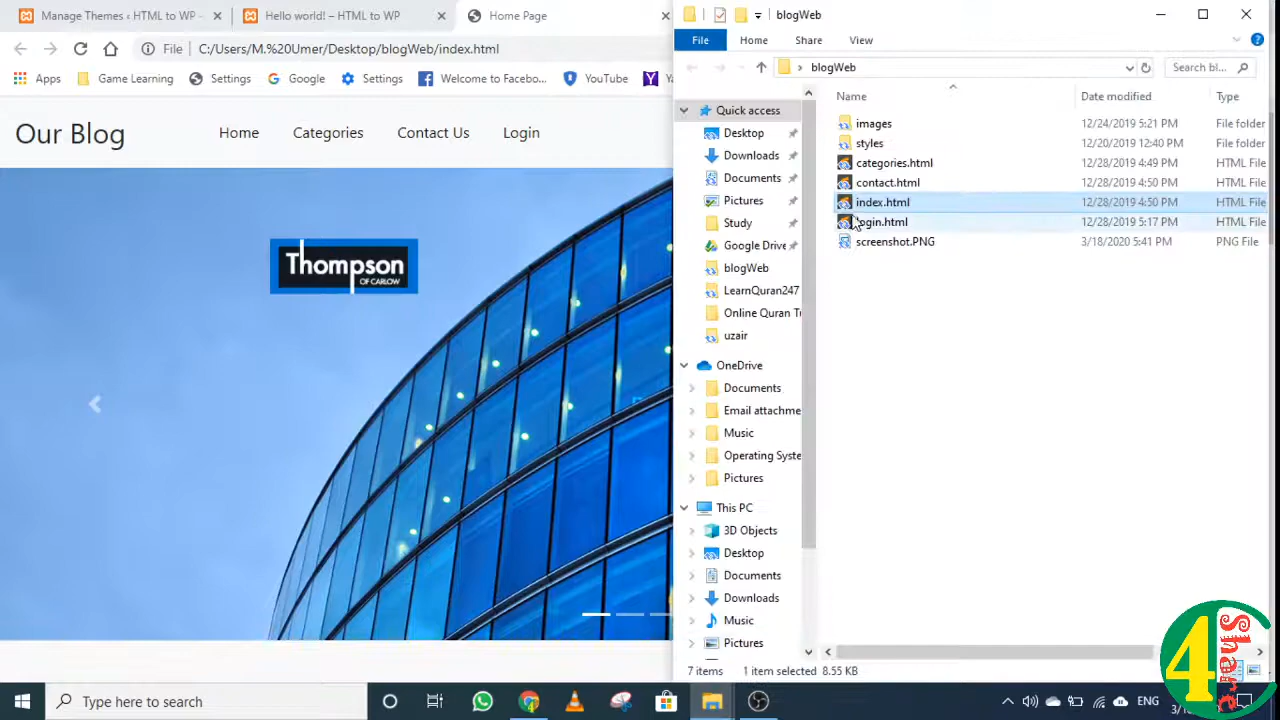 Manage Themes ‹ HTML to WP
Hello world! – HTML to WP
Home Page
File
C:/Users/M.%20Umer/Desktop/blogWeb/index.html
Apps
Game Learning
Settings
Google
Settings
Welcome to Facebo...
YouTube
Our Blog
Home
Categories
Contact Us
Login
Thompson
OF CARLOW
blogWeb
File
Home
Share
View
blogWeb
Search bl...
Name
Date modified
Type
Quick access
Desktop
Downloads
Documents
Pictures
Study
Google Drive
blogWeb
LearnQuran247
Online Quran Tu
uzair
OneDrive
Documents
Email attachme
Music
Operating Syste
Pictures
This PC
3D Objects
Desktop
Documents
Downloads
Music
Pictures
images 12/24/2019 5:21 PM File folder
styles 12/20/2019 12:40 PM File folder
categories.html 12/28/2019 4:49 PM HTML File
contact.html 12/28/2019 4:50 PM HTML File
index.html 12/28/2019 4:50 PM HTML File
login.html 12/28/2019 5:17 PM HTML File
screenshot.PNG 3/18/2020 5:41 PM PNG File
7 items
1 item selected 8.55 KB
4 Share
Type here to search
ENG